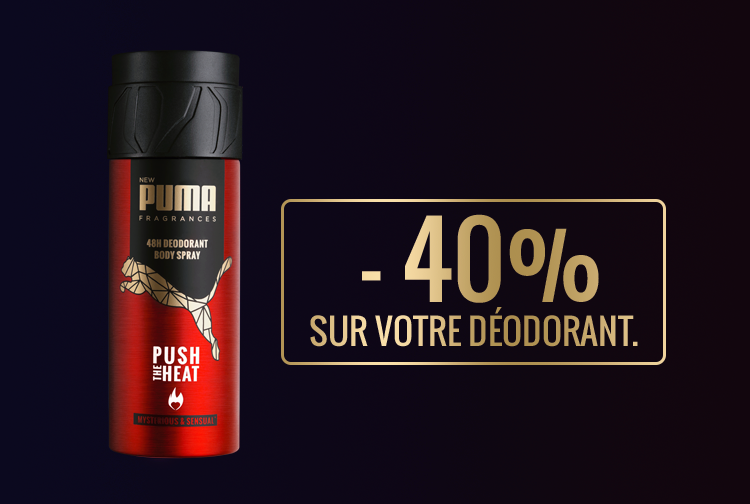 NEW
PUMA
FRAGRANCES
48H DEODORANT
BODY SPRAY
PUSH
THE HEAT
MYSTERIOUS & SENSUAL
- 40%
SUR VOTRE DÉODORANT.